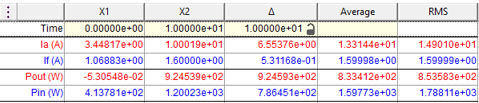 X1 X2 Δ Average RMS
Time 0.00000e+00 1.00000e+01 1.00000e+01
Ia (A) 3.44817e+00 1.00019e+01 6.55376e+00 1.33144e+01 1.49010e+01
If (A) 1.06883e+00 1.60000e+00 5.31168e-01 1.59998e+00 1.59999e+00
Pout (W) -5.30548e-02 9.24539e+02 9.24593e+02 8.33412e+02 8.53583e+02
Pin (W) 4.13781e+02 1.20023e+03 7.86451e+02 1.59773e+03 1.78811e+03